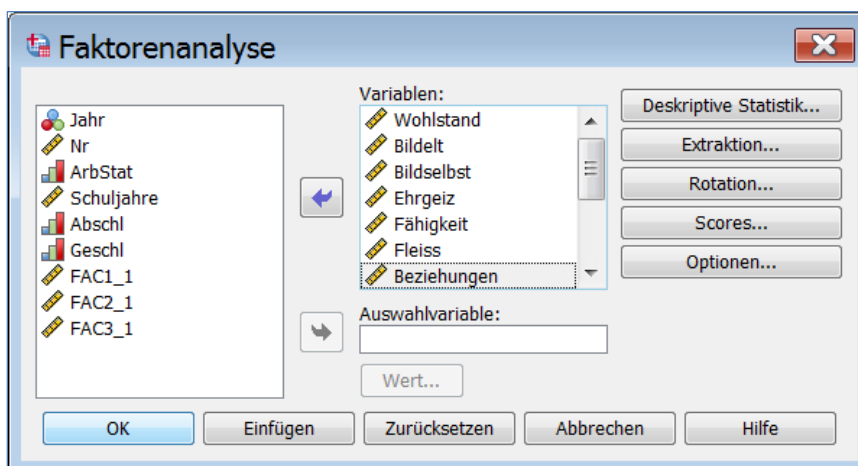 Faktorenanalyse
Jahr
Nr
ArbStat
Schuljahre
Abschl
Geschl
FAC1_1
FAC2_1
FAC3_1
Variablen:
Wohlstand
Bildelt
Bildselbst
Ehrgeiz
Fähigkeit
Fleiss
Beziehungen
Auswahlvariable:
Wert...
Deskriptive Statistik...
Extraktion...
Rotation...
Scores...
Optionen...
OK
Einfügen
Zurücksetzen
Abbrechen
Hilfe